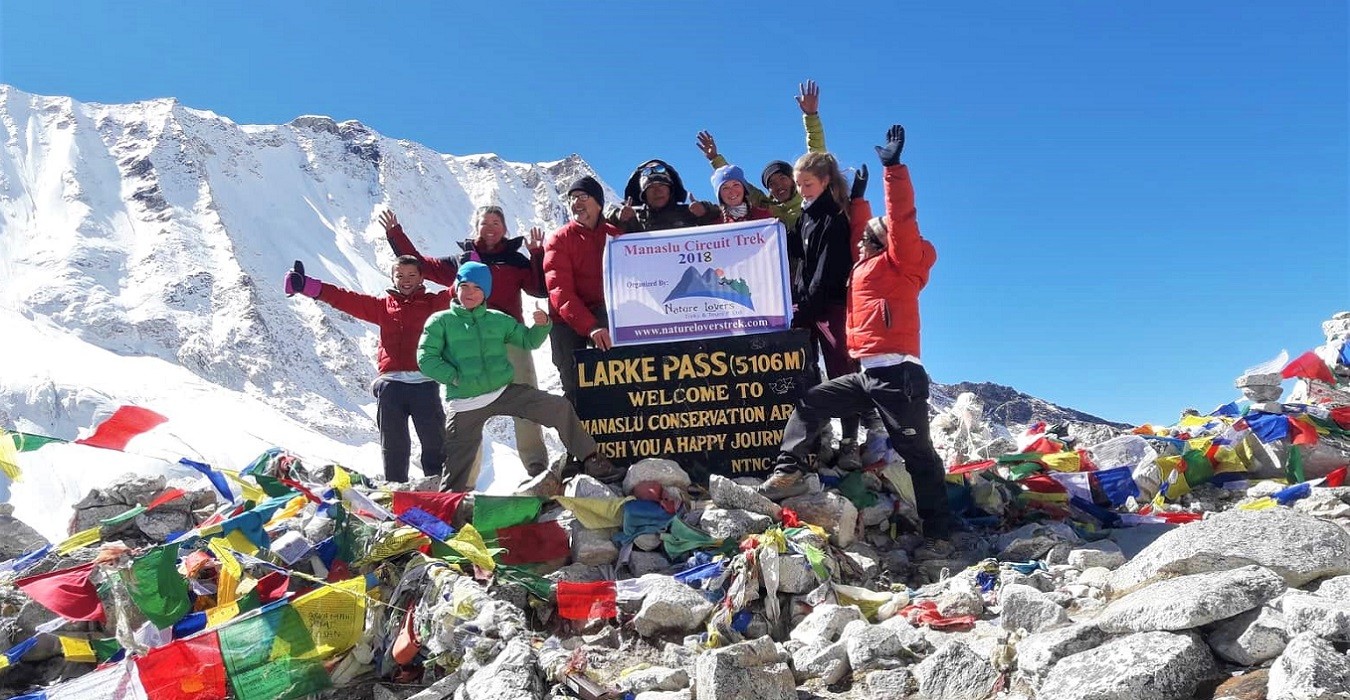 Manaslu Circuit Trek
2018
Organized By:
Nature Lovers
www.natureloverstrek.com
LARKE PASS (5106M)
WELCOME TO
MANASLU CONSERVATION AR
WISH YOU A HAPPY JOURN
NTNC